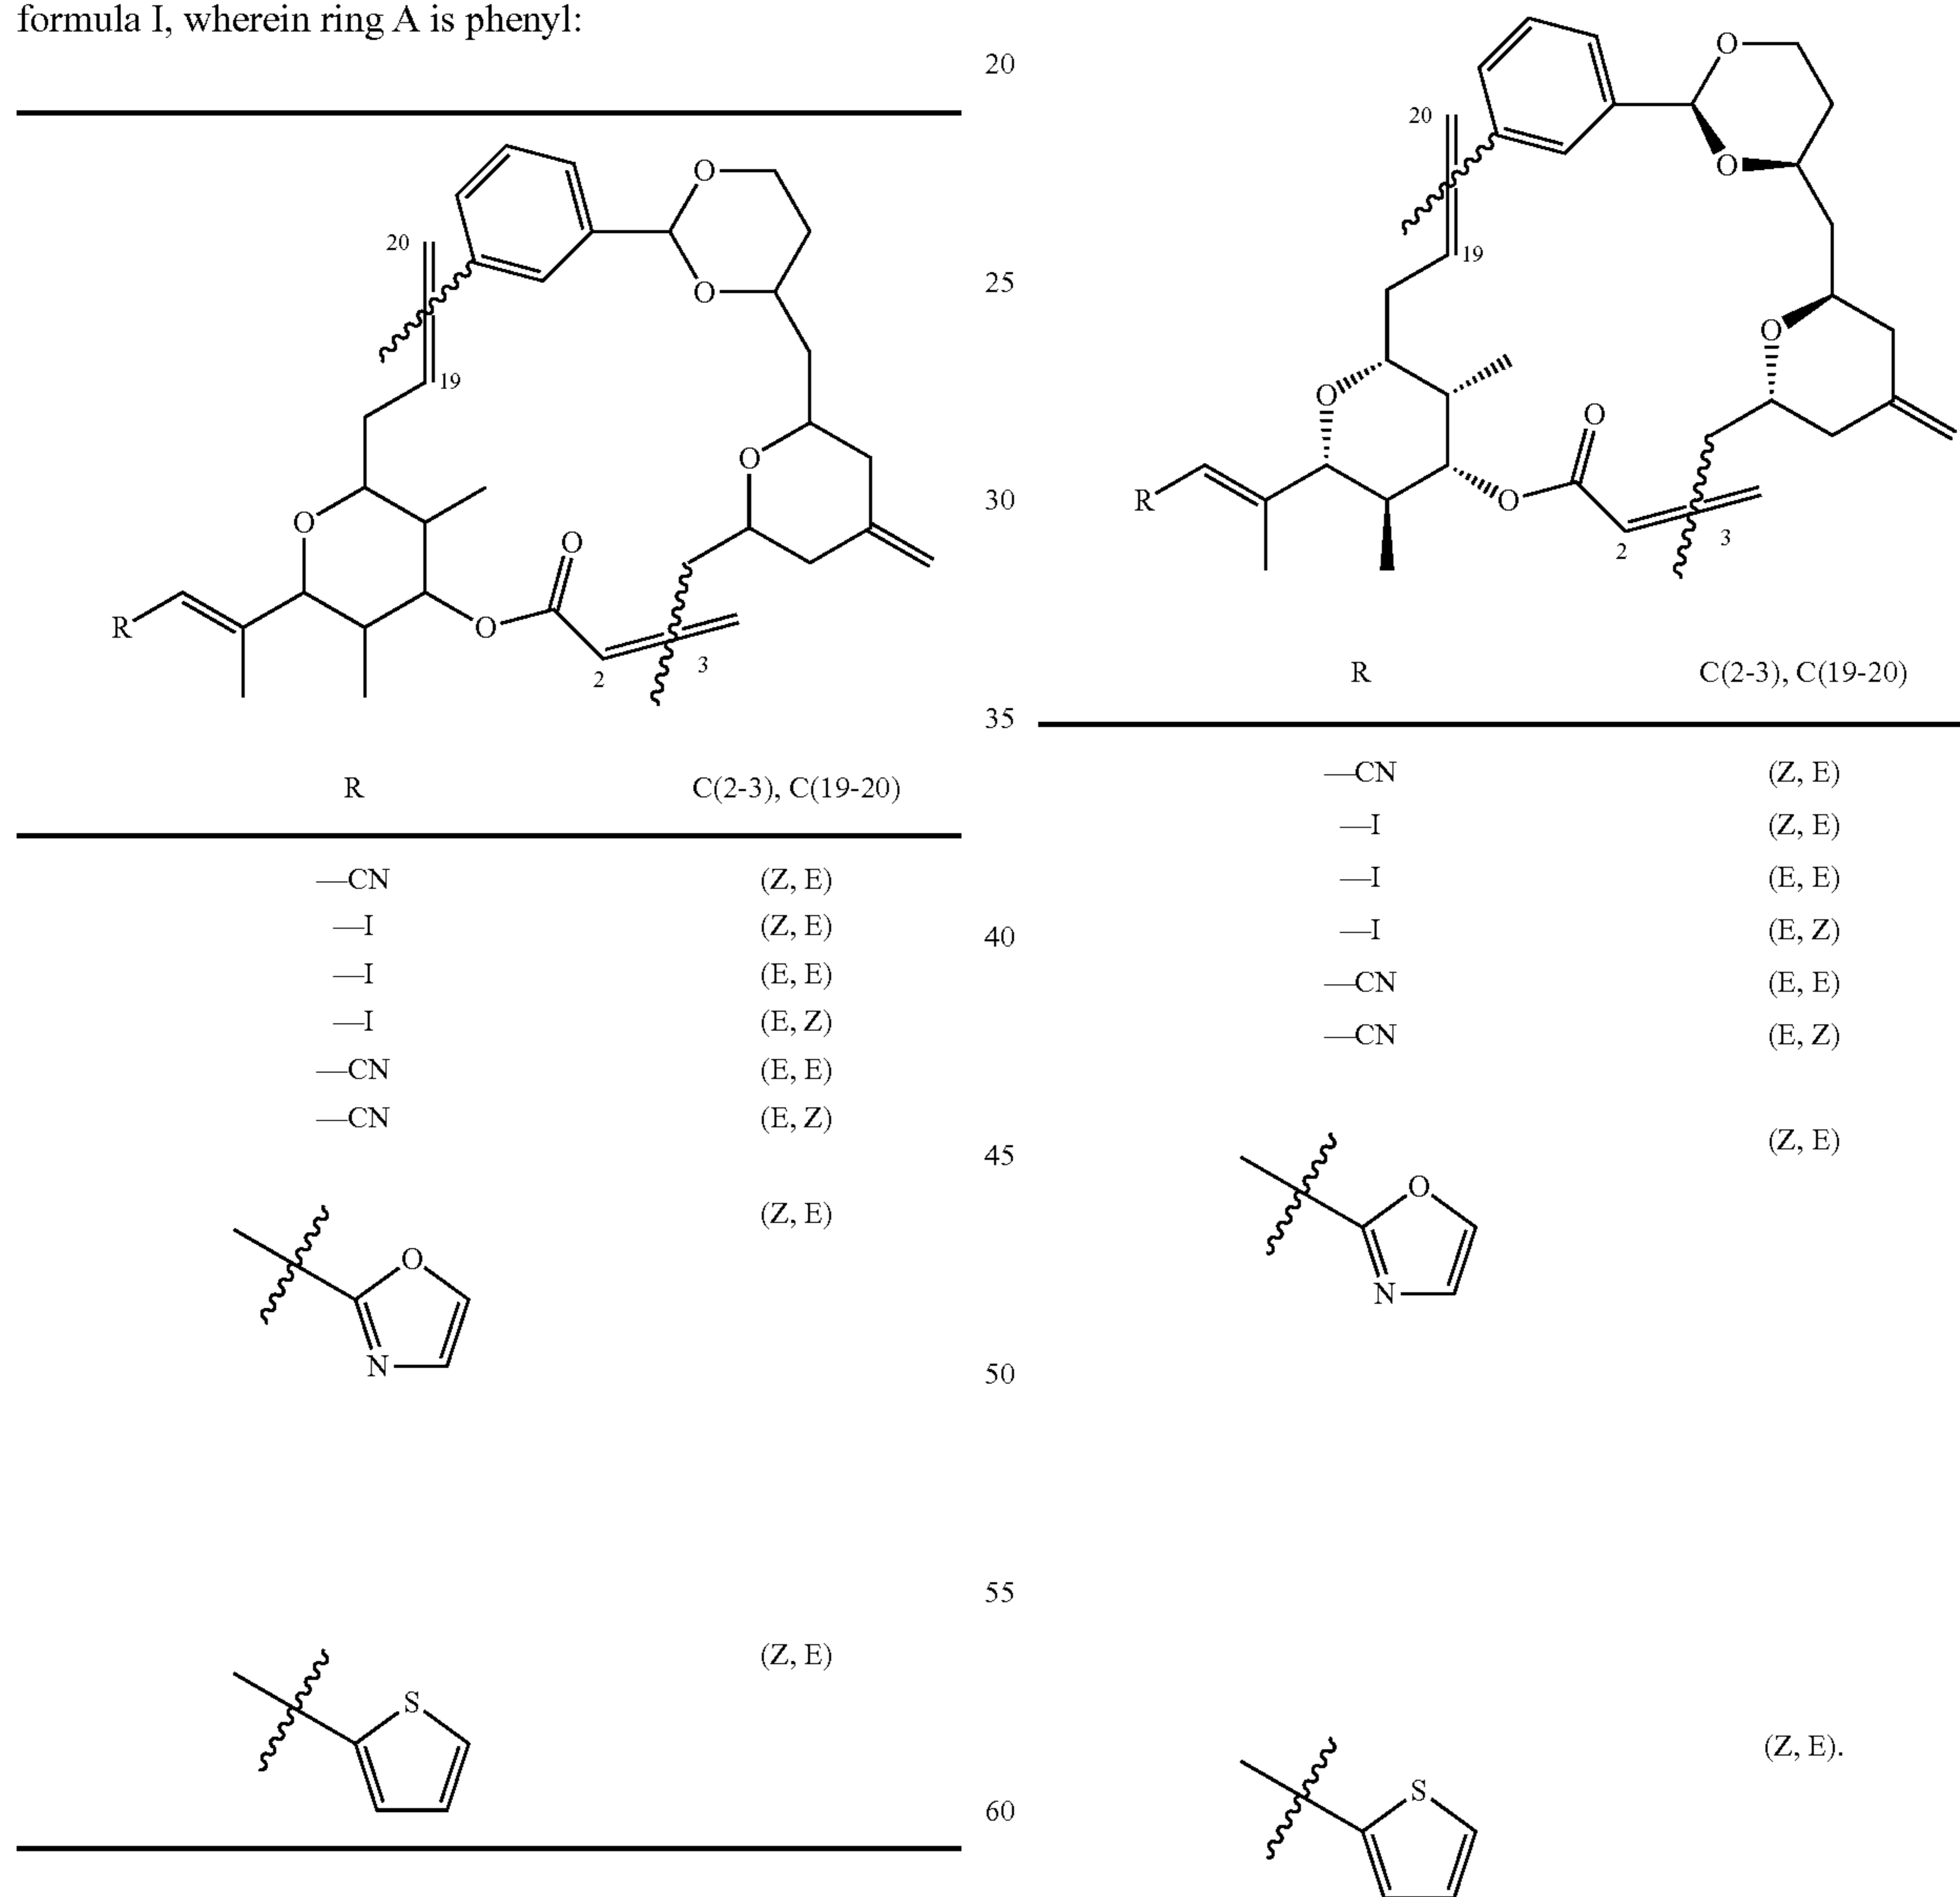 formula I, wherein ring A is phenyl:
20
O
O
19
O
O
O
R
2
3
R C(2-3), C(19-20)
—CN (Z, E)
—I (Z, E)
—I (E, E)
—I (E, Z)
—CN (E, E)
—CN (E, Z)
(Z, E)
O
N
(Z, E)
S
20
25
30
35
40
45
50
55
60
O
20
O
19
O
O
O
R
O
2
3
R C(2-3), C(19-20)
—CN (Z, E)
—I (Z, E)
—I (E, E)
—I (E, Z)
—CN (E, E)
—CN (E, Z)
(Z, E)
O
N
(Z, E).
S